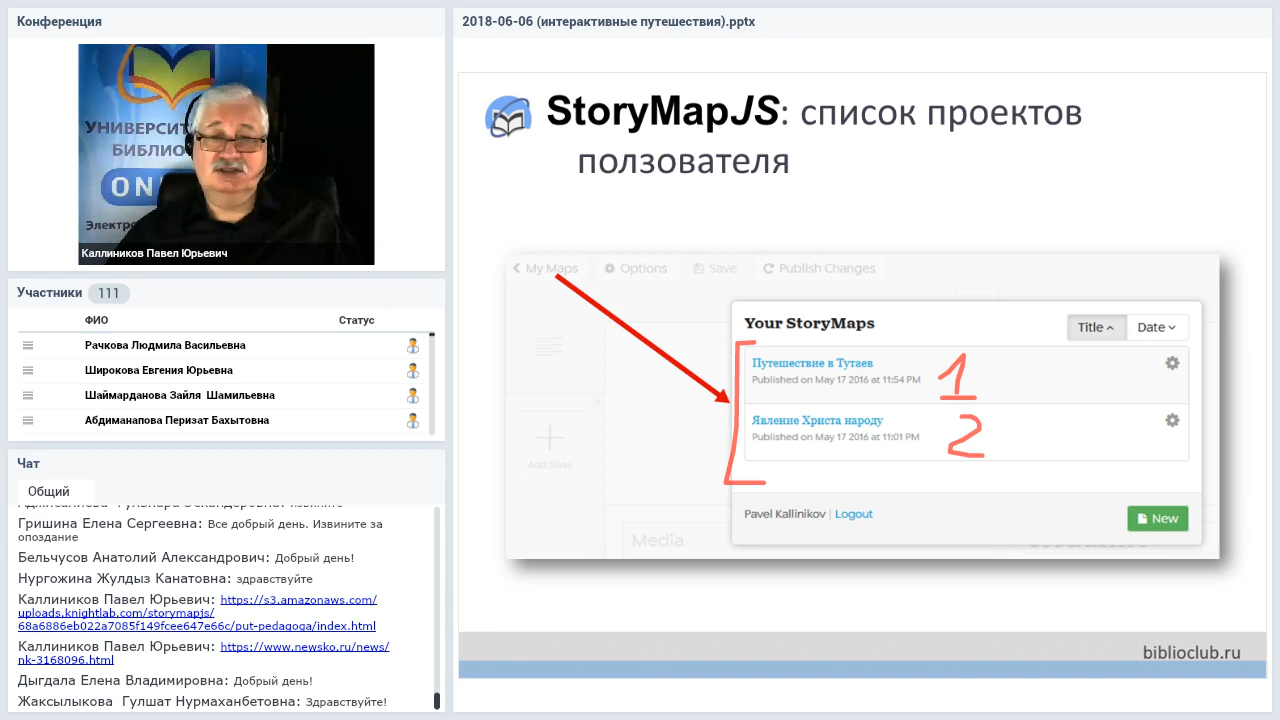 Конференция
УНИВЕРСИТ
БИБЛИО
ON
Электро
Каллиников Павел Юрьевич
Участники 111
ФИО Статус
Рачкова Людмила Васильевна
Широкова Евгения Юрьевна
Шаймарданова Зайля Шамильевна
Абдиманапова Перизат Бахытовна
Чат
Общий
Гришина Елена Сергеевна: Все добрый день. Извините за
опоздание
Бельчусов Анатолий Александрович: Добрый день!
Нургожина Жулдыз Канатовна: здравствуйте
Каллиников Павел Юрьевич: https://s3.amazonaws.com/
uploads.knightlab.com/storymapjs/
68a6886eb022a7085f149fcee647e66c/put-pedagoga/index.html
Каллиников Павел Юрьевич: https://www.newsko.ru/news/
nk-3168096.html
Дыгдала Елена Владимировна: Добрый день!
Жаксылыкова Гулшат Нурмаханбетовна: Здравствуйте!
2018-06-06 (интерактивные путешествия).pptx
StoryMapJS: список проектов
ползователя
My Maps Options Save Publish Changes
Add Slide
Media
Your StoryMaps
Title Date
Путешествие в Тутаев
Published on May 17 2016 at 11:54 PM
1
Явление Христа народу
Published on May 17 2016 at 11:01 PM
2
Pavel Kallinikov | Logout
New
biblioclub.ru